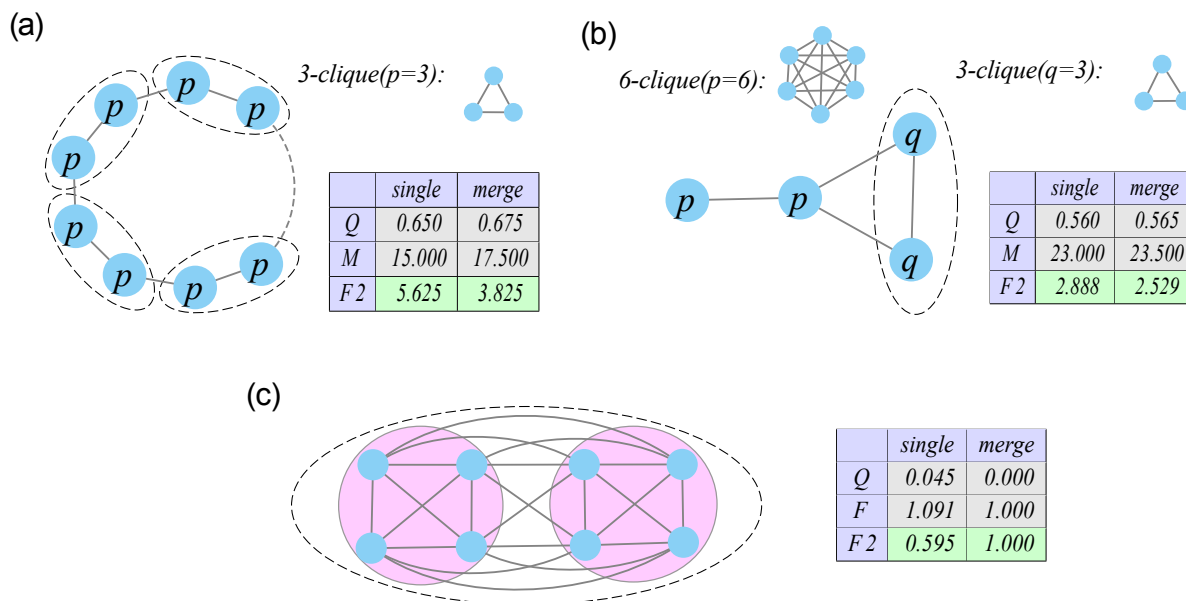 (a)
3-clique(p=3):
p
p
p
p
p
p
p
p
single merge
Q 0.650 0.675
M 15.000 17.500
F2 5.625 3.825
(b)
6-clique(p=6):
3-clique(q=3):
q
p
p
q
single merge
Q 0.560 0.565
M 23.000 23.500
F2 2.888 2.529
(c)
single merge
Q 0.045 0.000
F 1.091 1.000
F2 0.595 1.000